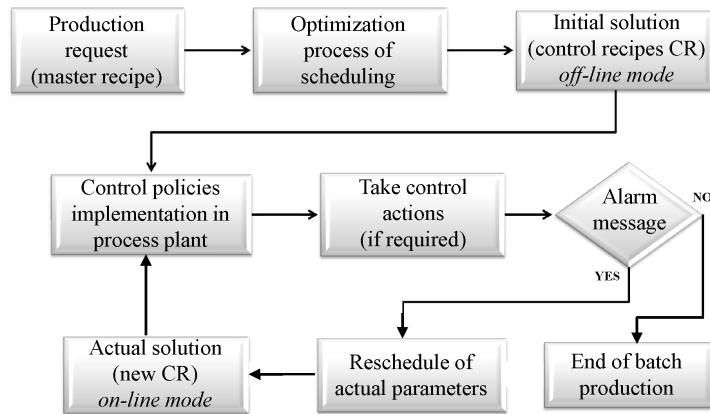 Production
request
(master recipe)
Optimization
process of
scheduling
Initial solution
(control recipes CR)
off-line mode
Control policies
implementation in
process plant
Take control
actions
(if required)
Alarm
message
NO
YES
Actual solution
(new CR)
on-line mode
Reschedule of
actual parameters
End of batch
production